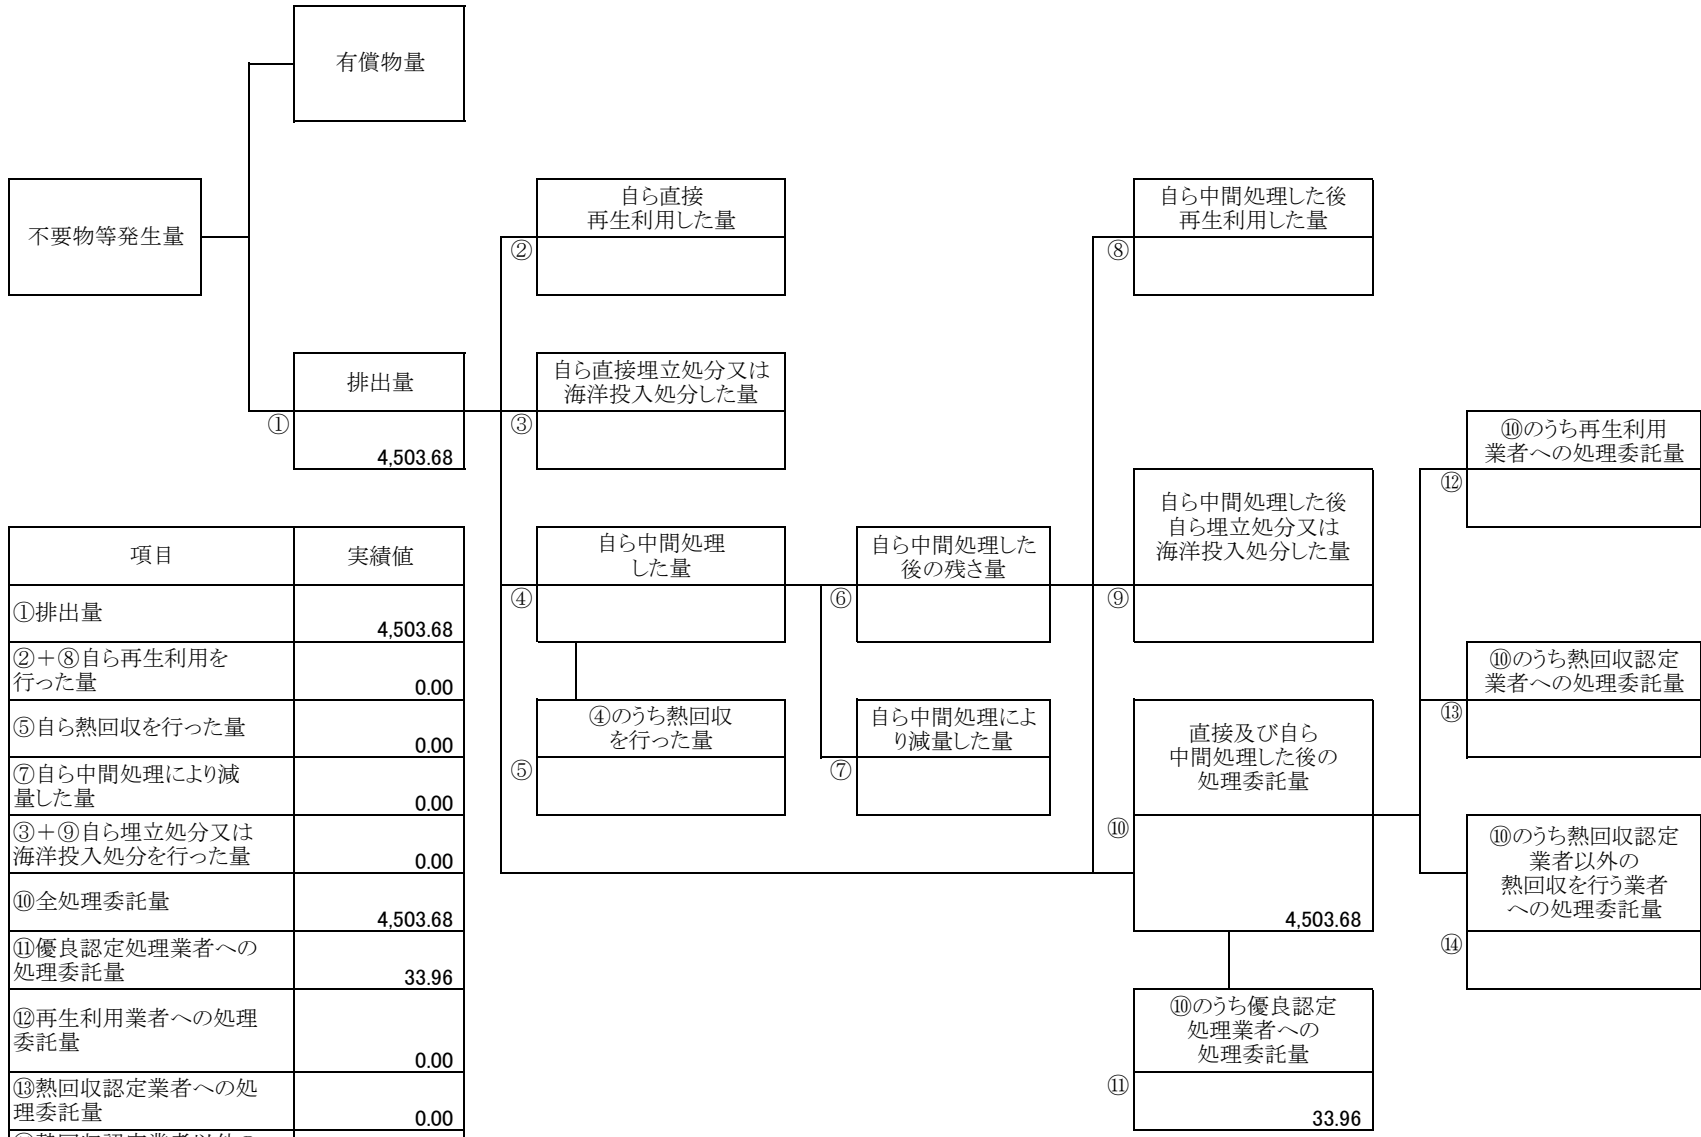 有償物量
不要物等発生量
自ら直接
再生利用した量
②
自ら中間処理した後
再生利用した量
⑧
排出量
①
4,503.68
自ら直接埋立処分又は
海洋投入処分した量
③
⑩のうち再生利用
業者への処理委託量
⑫
自ら中間処理
した量
④
自ら中間処理した
後の残さ量
⑥
自ら中間処理した後
自ら埋立処分又は
海洋投入処分した量
⑨
⑩のうち熱回収認定
業者への処理委託量
⑬
④のうち熱回収
を行った量
⑤
自ら中間処理によ
り減量した量
⑦
直接及び自ら
中間処理した後の
処理委託量
⑩
4,503.68
⑩のうち熱回収認定
業者以外の
熱回収を行う業者
への処理委託量
⑭
⑩のうち優良認定
処理業者への
処理委託量
⑪
33.96
項目
実績値
①排出量
4,503.68
②＋⑧自ら再生利用を
行った量
0.00
⑤自ら熱回収を行った量
0.00
⑦自ら中間処理により減
量した量
0.00
③＋⑨自ら埋立処分又は
海洋投入処分を行った量
0.00
⑩全処理委託量
4,503.68
⑪優良認定処理業者への
処理委託量
33.96
⑫再生利用業者への処理
委託量
0.00
⑬熱回収認定業者への処
理委託量
0.00